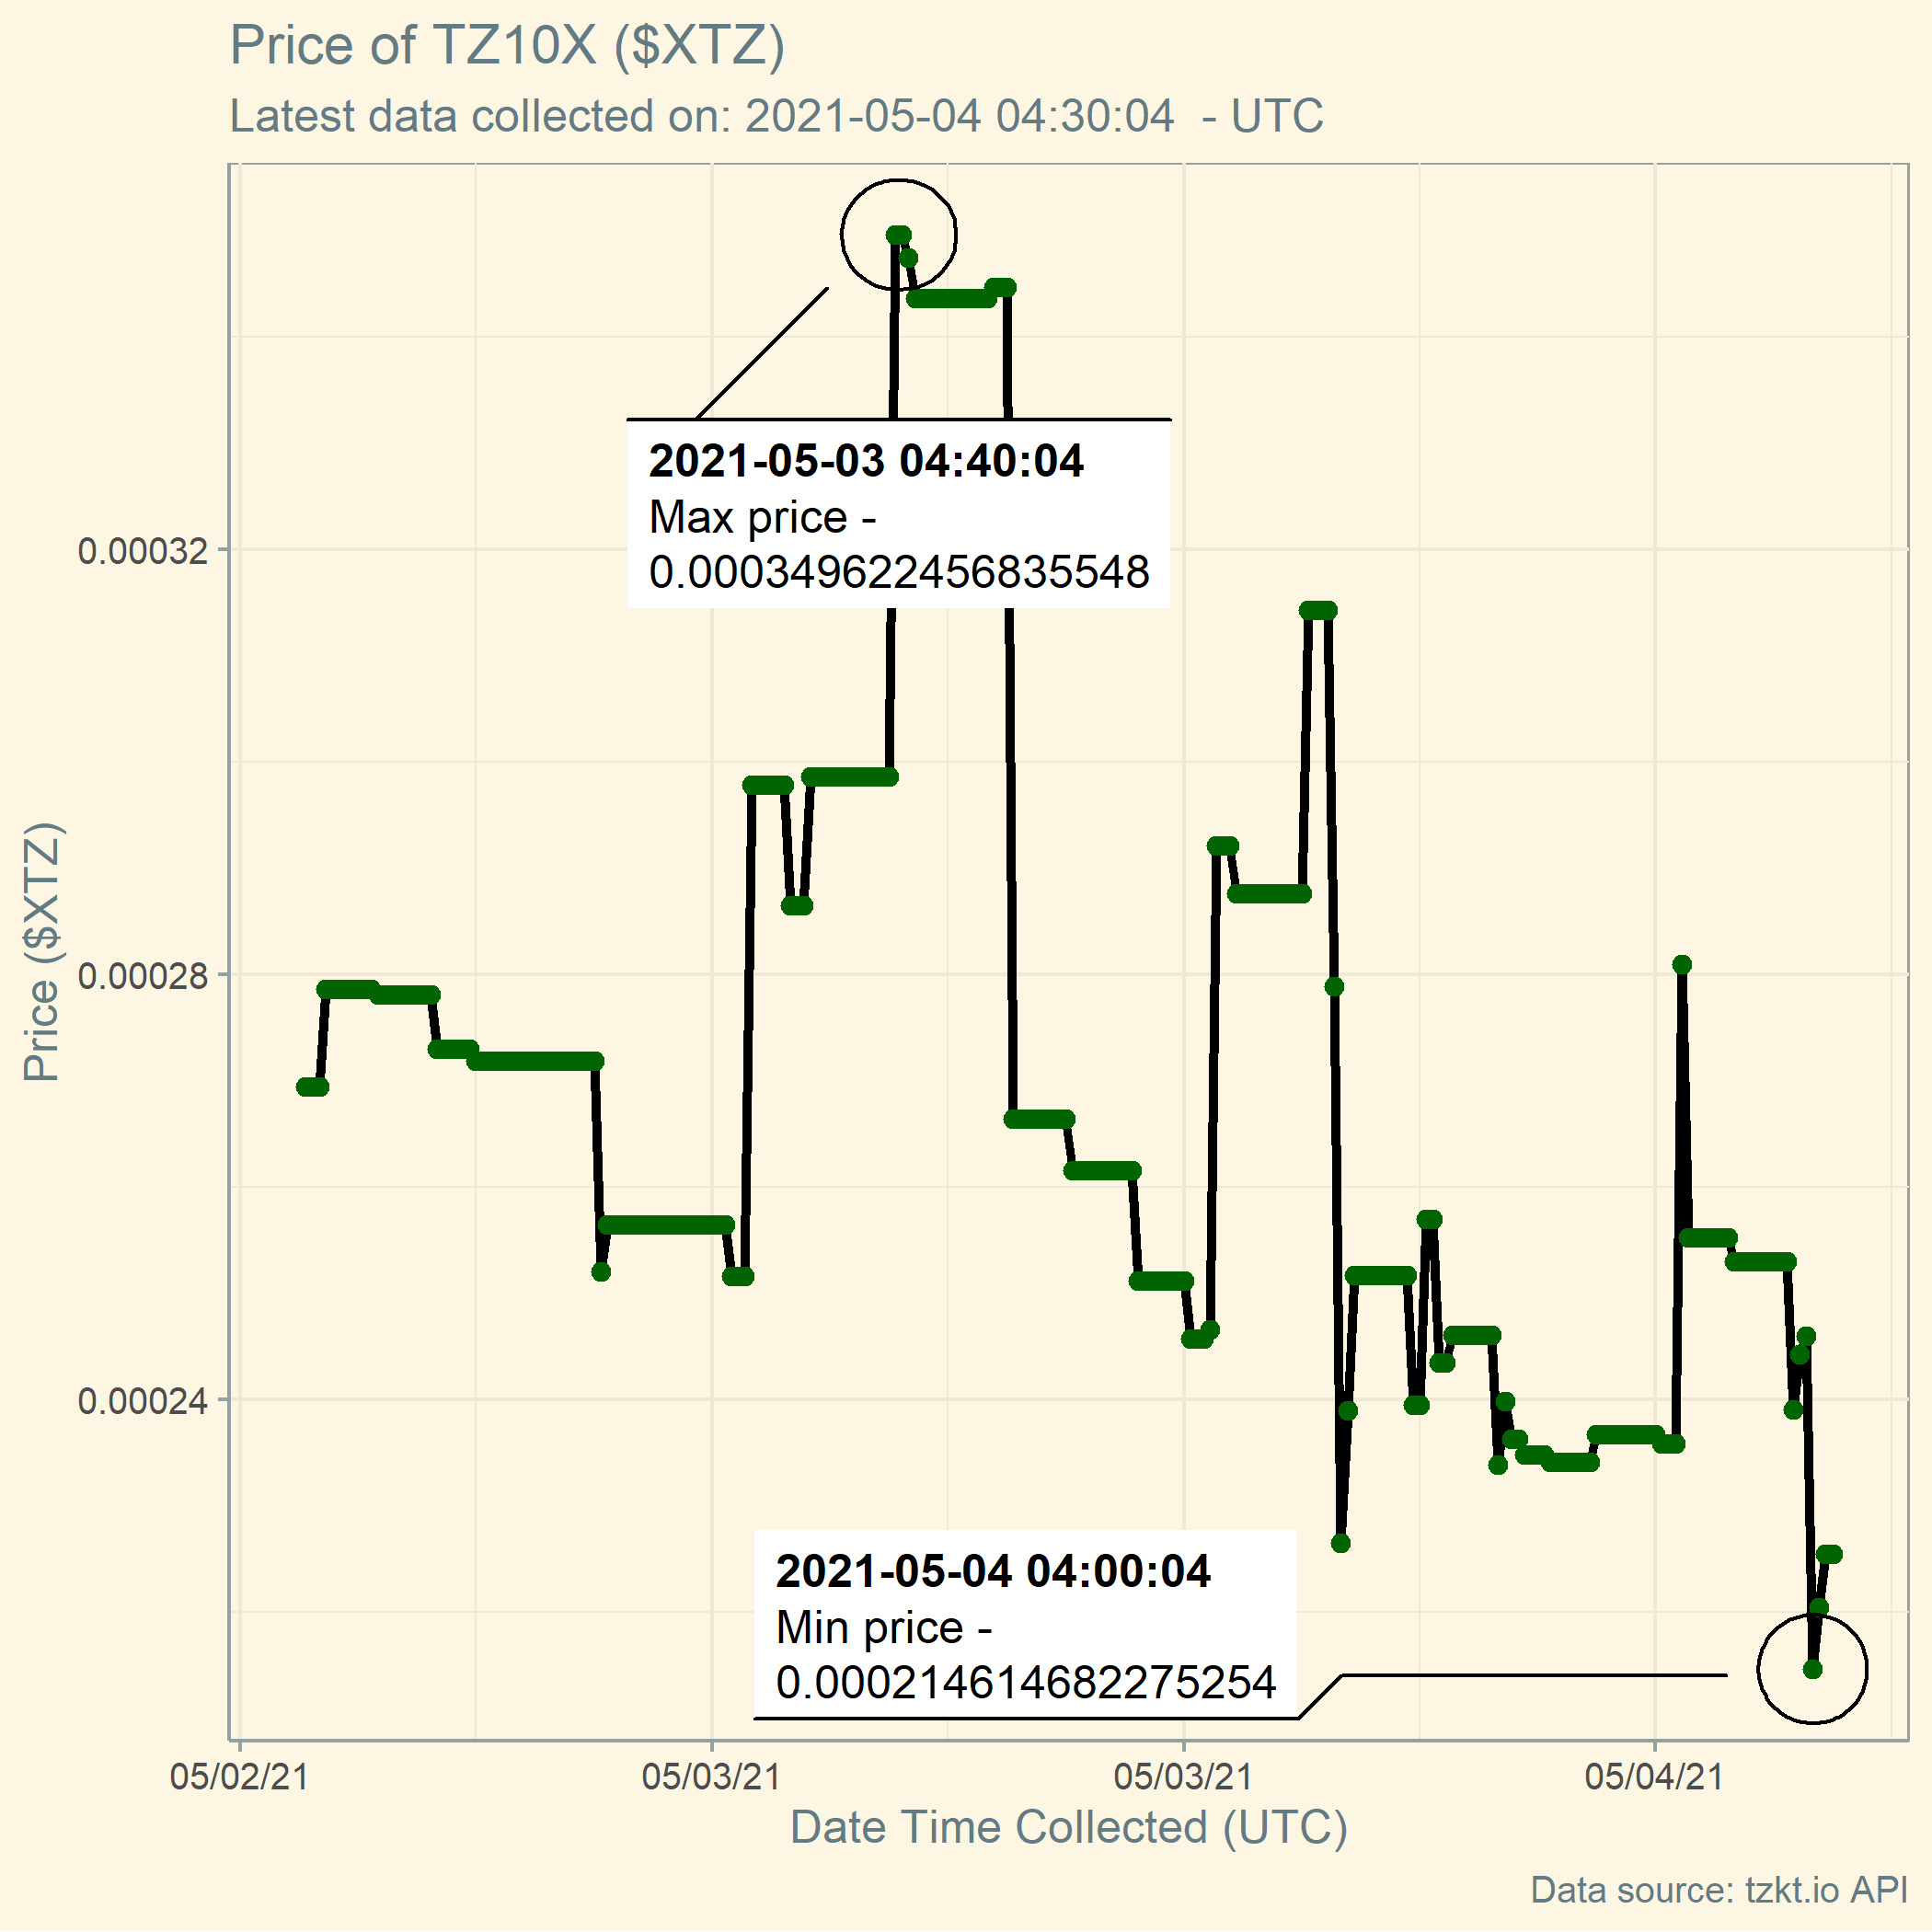 Price of TZ10X ($XTZ)
Latest data collected on: 2021-05-04 04:30:04  - UTC
2021-05-03 04:40:04
Max price -
0.000349622456835548
0.00032
0.00028
0.00024
Price ($XTZ)
2021-05-04 04:00:04
Min price -
0.000214614682275254
05/02/21
05/03/21
05/03/21
05/04/21
Date Time Collected (UTC)
Data source: tzkt.io API